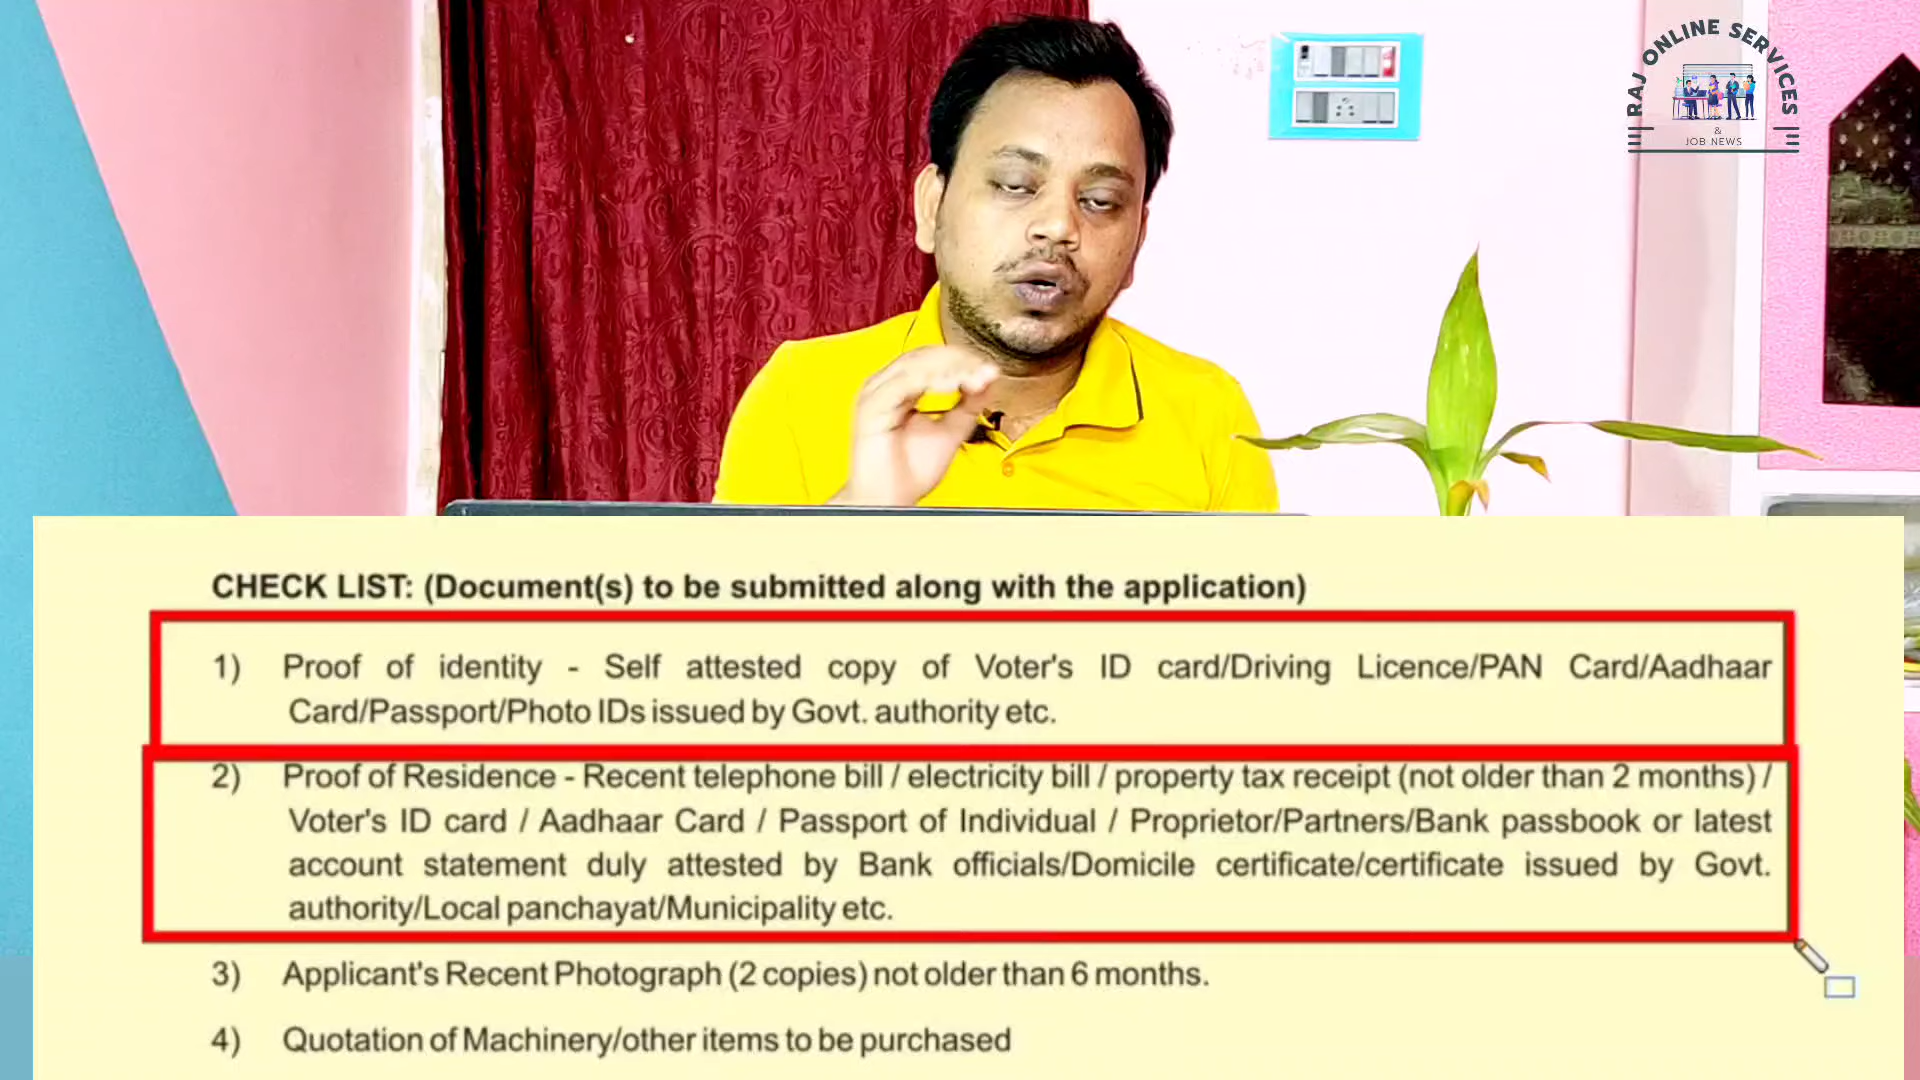 RAJ ONLINE SERVICES
&
JOB NEWS
CHECK LIST: (Document(s) to be submitted along with the application)
1) Proof of identity - Self attested copy of Voter's ID card/Driving Licence/PAN Card/Aadhaar
Card/Passport/Photo IDs issued by Govt. authority etc.
2) Proof of Residence - Recent telephone bill / electricity bill / property tax receipt (not older than 2 months) /
Voter's ID card / Aadhaar Card / Passport of Individual / Proprietor/Partners/Bank passbook or latest
account statement duly attested by Bank officials/Domicile certificate/certificate issued by Govt.
authority/Local panchayat/Municipality etc.
3) Applicant's Recent Photograph (2 copies) not older than 6 months.
4) Quotation of Machinery/other items to be purchased